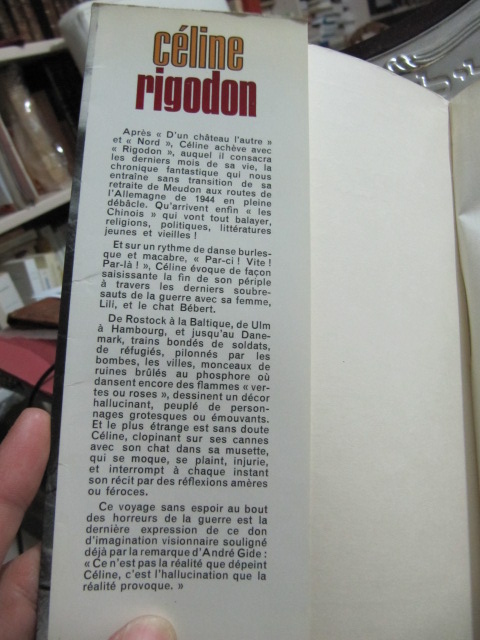 céline
rigodon
Après « D'un château l'autre »
et « Nord », Céline achève avec
« Rigodon », auquel il consacra
les derniers mois de sa vie, la
chronique fantastique qui nous
entraîne sans transition de sa
retraite de Meudon aux routes de
l'Allemagne de 1944 en pleine
débâcle. Qu'arrivent enfin « les
Chinois » qui vont tout balayer,
religions, politiques, littératures
jeunes et vieilles !
Et sur un rythme de danse burles-
que et macabre, « Par-ci ! Vite !
Par-là ! », Céline évoque de façon
saisissante la fin de son périple
à travers les derniers soubre-
sauts de la guerre avec sa femme,
Lili, et le chat Bébert.
De Rostock à la Baltique, de Ulm
à Hambourg, et jusqu'au Dane-
mark, trains bondés de soldats,
de réfugiés, pilonnés par les
bombes, les villes, monceaux de
ruines brûlés au phosphore où
dansent encore des flammes « ver-
tes ou roses », dessinent un décor
hallucinant, peuplé de person-
nages grotesques ou émouvants.
Et le plus étrange est sans doute
Céline, clopinant sur ses cannes
avec son chat dans sa musette,
qui se moque, se plaint, injurie,
et interrompt à chaque instant
son récit par des réflexions amères
ou féroces.
Ce voyage sans espoir au bout
des horreurs de la guerre est la
dernière expression de ce don
d'imagination visionnaire souligné
déjà par la remarque d'André Gide :
« Ce n'est pas la réalité que dépeint
Céline, c'est l'hallucination que la
réalité provoque. »